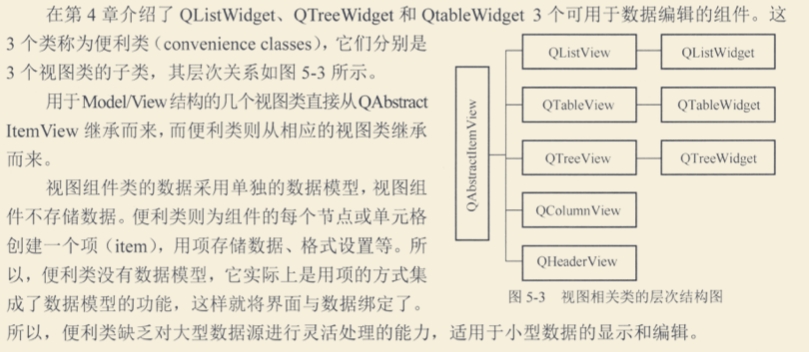 在第 4 章介绍了 QListWidget、QTreeWidget 和 QtableWidget 3 个可用于数据编辑的组件。这
3 个类称为便利类（convenience classes），它们分别是
3 个视图类的子类，其层次关系如图 5-3 所示。
用于Model/View结构的几个视图类直接从QAbstract
ItemView 继承而来，而便利类则从相应的视图类继承
而来。
视图组件类的数据采用单独的数据模型，视图组
件不存储数据。便利类则为组件的每个节点或单元格
创建一个项（item），用项存储数据、格式设置等。所
以，便利类没有数据模型，它实际上是用项的方式集
成了数据模型的功能，这样就将界面与数据绑定了。
所以，便利类缺乏对大型数据源进行灵活处理的能力，适用于小型数据的显示和编辑。
QAbstractItemView
QListView
QListWidget
QTableView
QTableWidget
QTreeView
QTreeWidget
QColumnView
QHeaderView
图 5-3 视图相关类的层次结构图